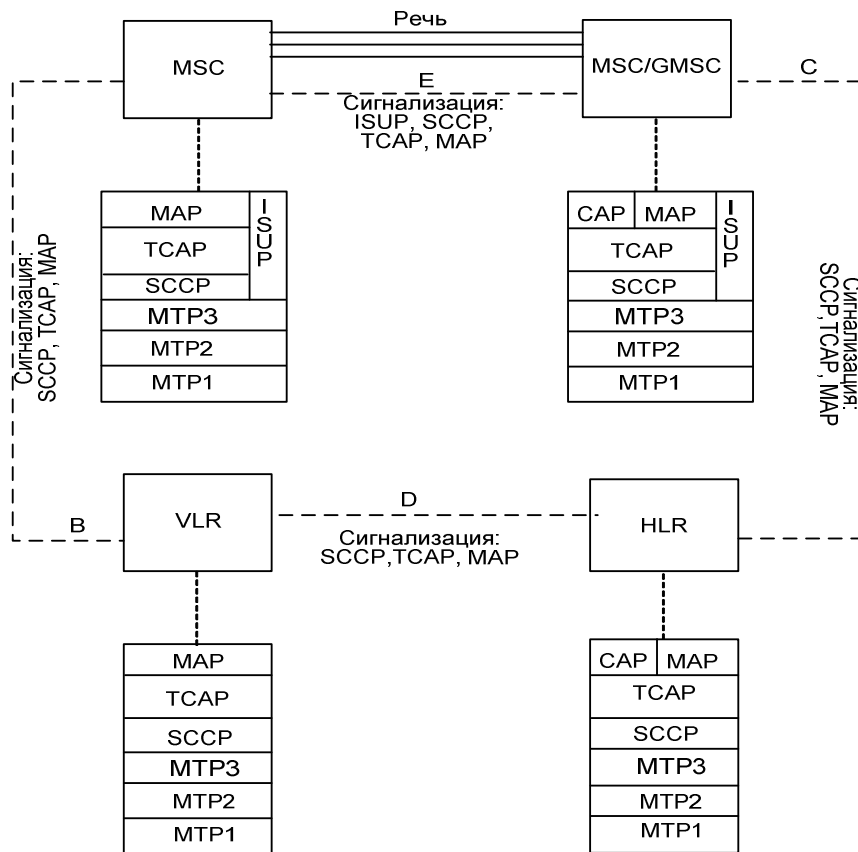 Речь
MSC
MSC/GMSC
E
C
Сигнализация:
ISUP, SCCP,
TCAP, MAP
MAP
ISUP
TCAP
SCCP
MTP3
MTP2
MTP1
CAP
MAP
ISUP
TCAP
SCCP
MTP3
MTP2
MTP1
Сигнализация:
SCCP, TCAP, MAP
Сигнализация:
SCCP,TCAP, MAP
B
VLR
D
HLR
Сигнализация:
SCCP,TCAP, MAP
MAP
TCAP
SCCP
MTP3
MTP2
MTP1
CAP
MAP
TCAP
SCCP
MTP3
MTP2
MTP1